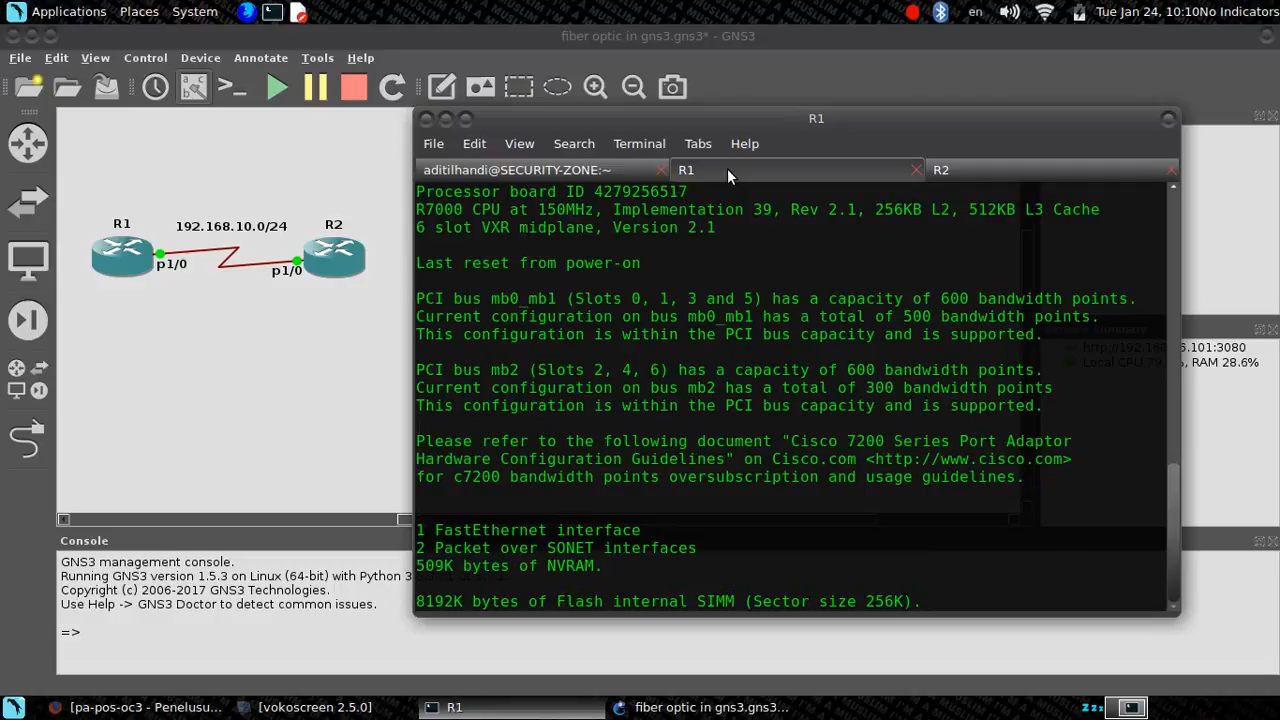 Applications Places System
en Tue Jan 24, 10:10No Indicators
fiber optic in gns3.gns3* - GNS3
File Edit View Control Device Annotate Tools Help
R1
File Edit View Search Terminal Tabs Help
aditilhandi@SECURITY-ZONE:~ R1 R2
Processor board ID 4279256517
R7000 CPU at 150MHz, Implementation 39, Rev 2.1, 256KB L2, 512KB L3 Cache
6 slot VXR midplane, Version 2.1
Last reset from power-on
PCI bus mb0_mb1 (Slots 0, 1, 3 and 5) has a capacity of 600 bandwidth points.
Current configuration on bus mb0_mb1 has a total of 500 bandwidth points.
This configuration is within the PCI bus capacity and is supported.
PCI bus mb2 (Slots 2, 4, 6) has a capacity of 600 bandwidth points.
Current configuration on bus mb2 has a total of 300 bandwidth points
This configuration is within the PCI bus capacity and is supported.
Please refer to the following document "Cisco 7200 Series Port Adaptor
Hardware Configuration Guidelines" on Cisco.com <http://www.cisco.com>
for c7200 bandwidth points oversubscription and usage guidelines.
1 FastEthernet interface
2 Packet over SONET interfaces
509K bytes of NVRAM.
8192K bytes of Flash internal SIMM (Sector size 256K).
R1 192.168.10.0/24 R2
p1/0
p1/0
Summary
.101:3080
RAM 28.6%
Console
GNS3 management console.
Running GNS3 version 1.5.3 on Linux (64-bit) with Python 3
Copyright (c) 2006-2017 GNS3 Technologies.
Use Help -> GNS3 Doctor to detect common issues.
=>
[pa-pos-oc3 - Penelusu... [vokoscreen 2.5.0] R1 fiber optic in gns3.gns3...
zzz